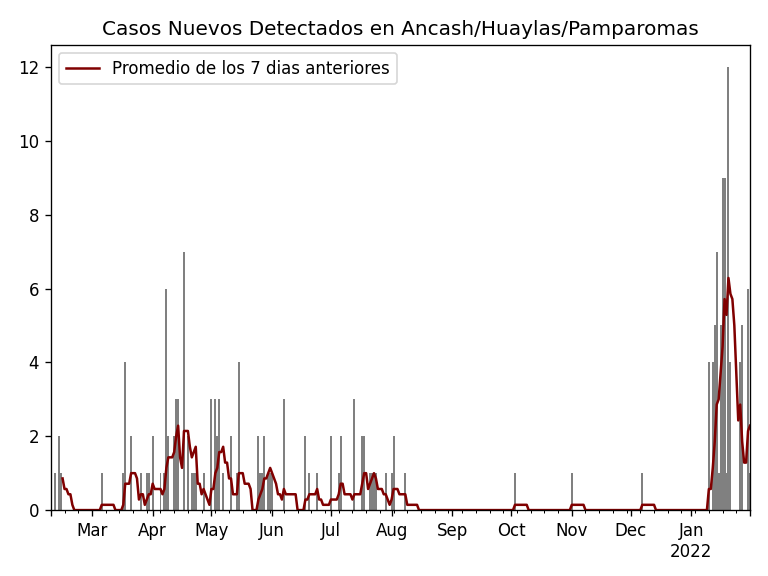 Casos Nuevos Detectados en Ancash/Huaylas/Pamparomas
Promedio de los 7 dias anteriores
12
10
8
6
4
2
0
Mar Apr May Jun Jul Aug Sep Oct Nov Dec Jan
2022